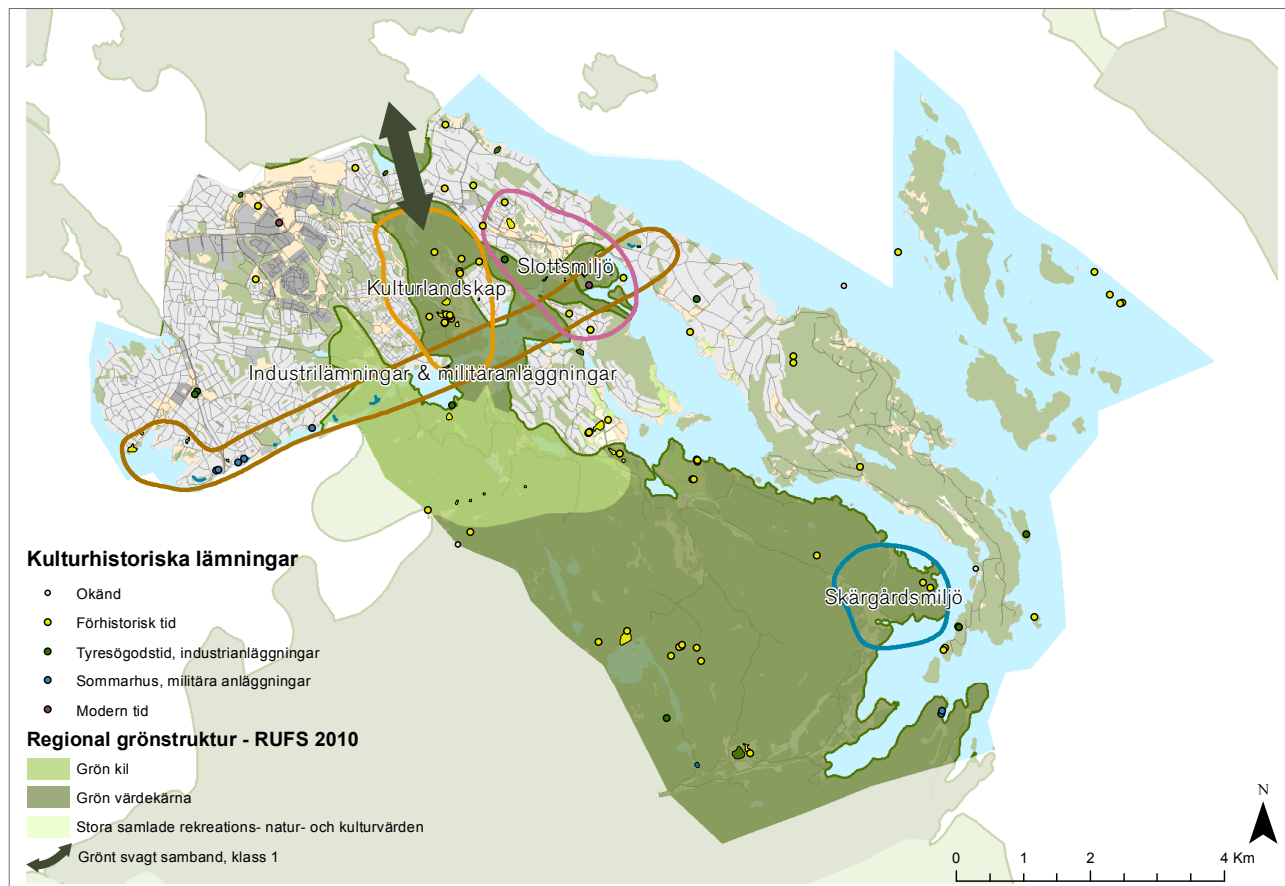 Slottsmiljö
Kulturlandskap
Industrilämningar & militäranläggningar
Skärgårdsmiljö
Kulturhistoriska lämningar
Okänd
Förhistorisk tid
Tyresögodstid, industrianläggningar
Sommarhus, militära anläggningar
Modern tid
Regional grönstruktur - RUFS 2010
Grön kil
Grön värdekärna
Stora samlade rekreations- natur- och kulturvärden
Grönt svagt samband, klass 1
N
0 1 2 4 Km